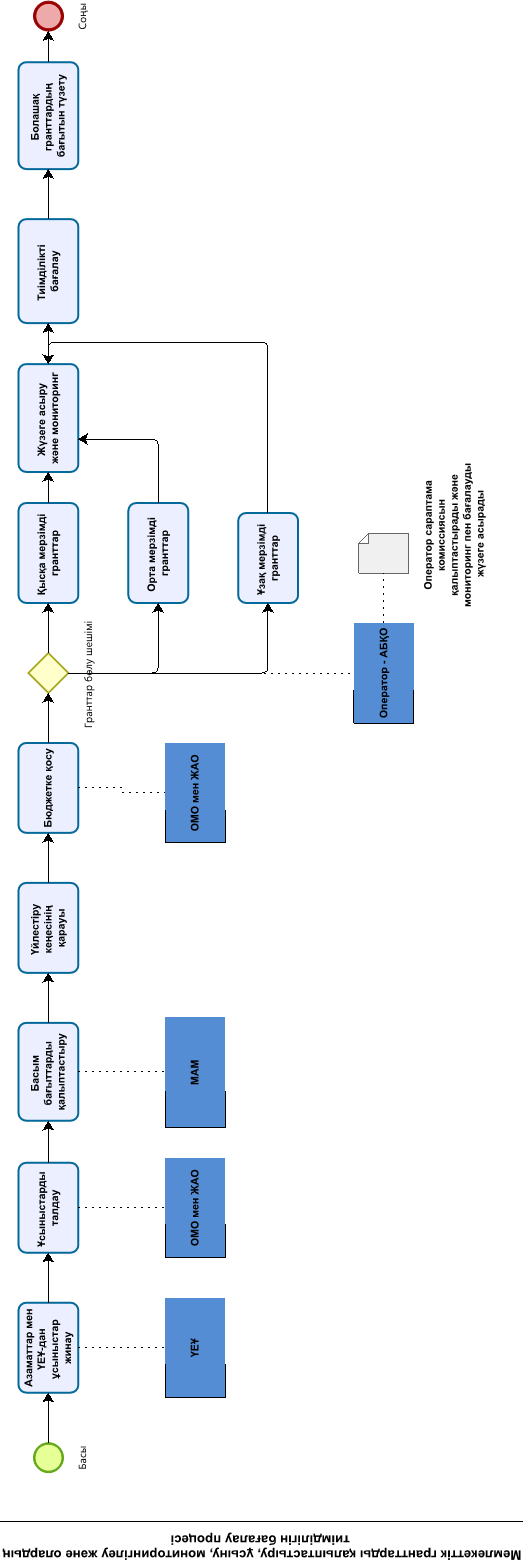 Мемлекеттік гранттарды қалыптастыру, ұсыну, мониторингілеу және олардың
тиімділігін бағалау процесі
Басы
Азаматтар мен
ҮЕҰ-дан
ұсыныстар
жинау
ҮЕҰ
Ұсыныстарды
талдау
ОМО мен ЖАО
Басым
бағыттарды
қалыптастыру
МАМ
Үйлестіру
кеңесінің
қарауы
Бюджетке қосу
ОМО мен ЖАО
Гранттар бөлу шешімі
Оператор - АБҚО
Оператор сараптама
комиссиясын
қалыптастырады және
мониторинг пен бағалауды
жүзеге асырады
Қысқа мерзімді
гранттар
Орта мерзімді
гранттар
Ұзақ мерзімді
гранттар
Жүзеге асыру
және мониторинг
Тиімділікті
бағалау
Болашақ
гранттардың
бағытын түзету
Соңы